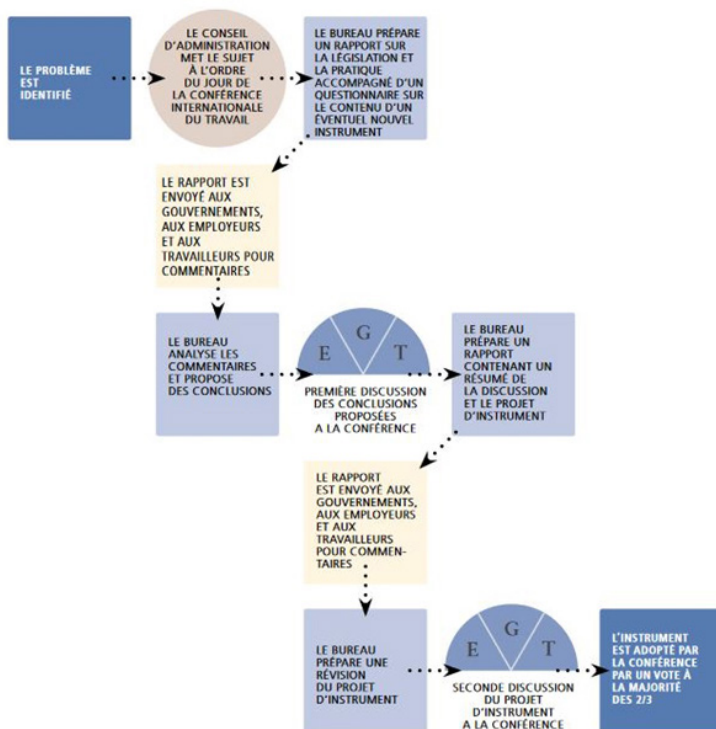 LE PROBLÈME
EST
IDENTIFIÉ
LE CONSEIL
D'ADMINISTRATION
MET LE SUJET
À L'ORDRE
DU JOUR DE
LA CONFÉRENCE
INTERNATIONALE
DU TRAVAIL
LE BUREAU PRÉPARE
UN RAPPORT SUR
LA LÉGISLATION ET
LA PRATIQUE
ACCOMPAGNÉ D'UN
QUESTIONNAIRE SUR
LE CONTENU D'UN
ÉVENTUEL NOUVEL
INSTRUMENT
LE RAPPORT EST
ENVOYÉ AUX
GOUVERNEMENTS,
AUX EMPLOYEURS
ET AUX
TRAVAILLEURS POUR
COMMENTAIRES
LE BUREAU
ANALYSE LES
COMMENTAIRES
ET PROPOSE
DES CONCLUSIONS
E G T
PREMIÈRE DISCUSSION
DES CONCLUSIONS
PROPOSÉES
A LA CONFÉRENCE
LE BUREAU
PRÉPARE UN
RAPPORT
CONTENANT UN
RÉSUMÉ DE
LA DISCUSSION
ET LE PROJET
D'INSTRUMENT
LE RAPPORT
EST ENVOYÉ AUX
GOUVERNEMENTS,
AUX EMPLOYEURS
ET AUX
TRAVAILLEURS
POUR COMMEN-
TAIRES
LE BUREAU
PRÉPARE UNE
RÉVISION
DU PROJET
D'INSTRUMENT
E G T
SECONDE DISCUSSION
DU PROJET
D'INSTRUMENT
A LA CONFÉRENCE
L'INSTRUMENT
EST ADOPTÉ PAR
LA CONFÉRENCE
PAR UN VOTE À
LA MAJORITÉ
DES 2/3